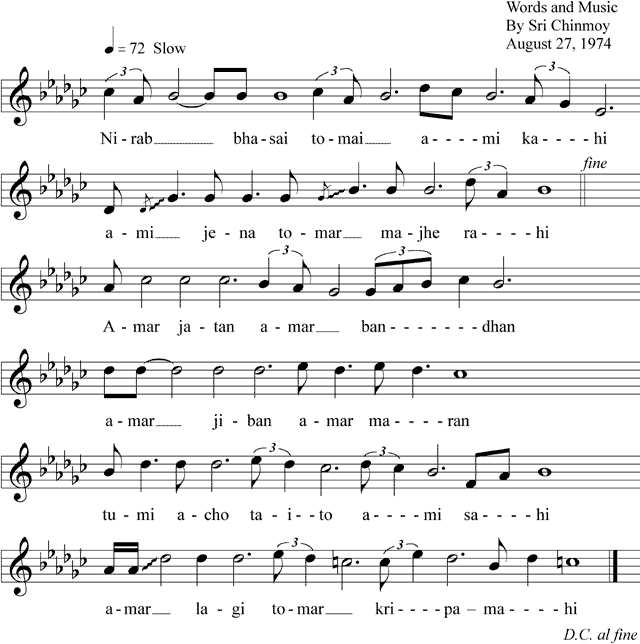 Words and Music
By Sri Chinmoy
August 27, 1974
♩ = 72 Slow
3 3 3
Ni - rab bha - sai to - mai a - - - - mi ka - - - hi
fine
3
a - mi je - na to - mar ma - jhe ra - - - hi
3 3
A - mar ja - tan a - mar ban - - - - - - dhan
a - mar ji - ban a - mar ma - - - - ran
3 3
tu - mi a - cho ta - i - - to a - - - - mi sa - - - hi
3 3
a - mar la - gi to - mar kri - - - - pa – ma - - - hi
D.C. al fine